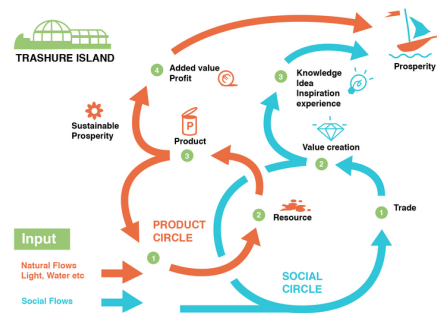 TRASHURE ISLAND
4
Added value
Profit
3
Knowledge
Idea
Inspiration
experience
Prosperity
Sustainable
Prosperity
P
Product
3
Value creation
2
PRODUCT
CIRCLE
2
Resource
1
Trade
Input
1
Natural Flows
Light, Water etc
Social Flows
SOCIAL
CIRCLE